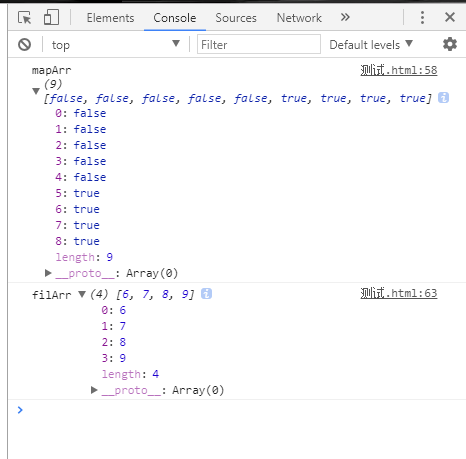 Elements Console Sources Network »
top Filter Default levels
mapArr 测试.html:58
(9)
[false, false, false, false, false, true, true, true, true]
0: false
1: false
2: false
3: false
4: false
5: true
6: true
7: true
8: true
length: 9
__proto__: Array(0)
filArr (4) [6, 7, 8, 9] 测试.html:63
0: 6
1: 7
2: 8
3: 9
length: 4
__proto__: Array(0)